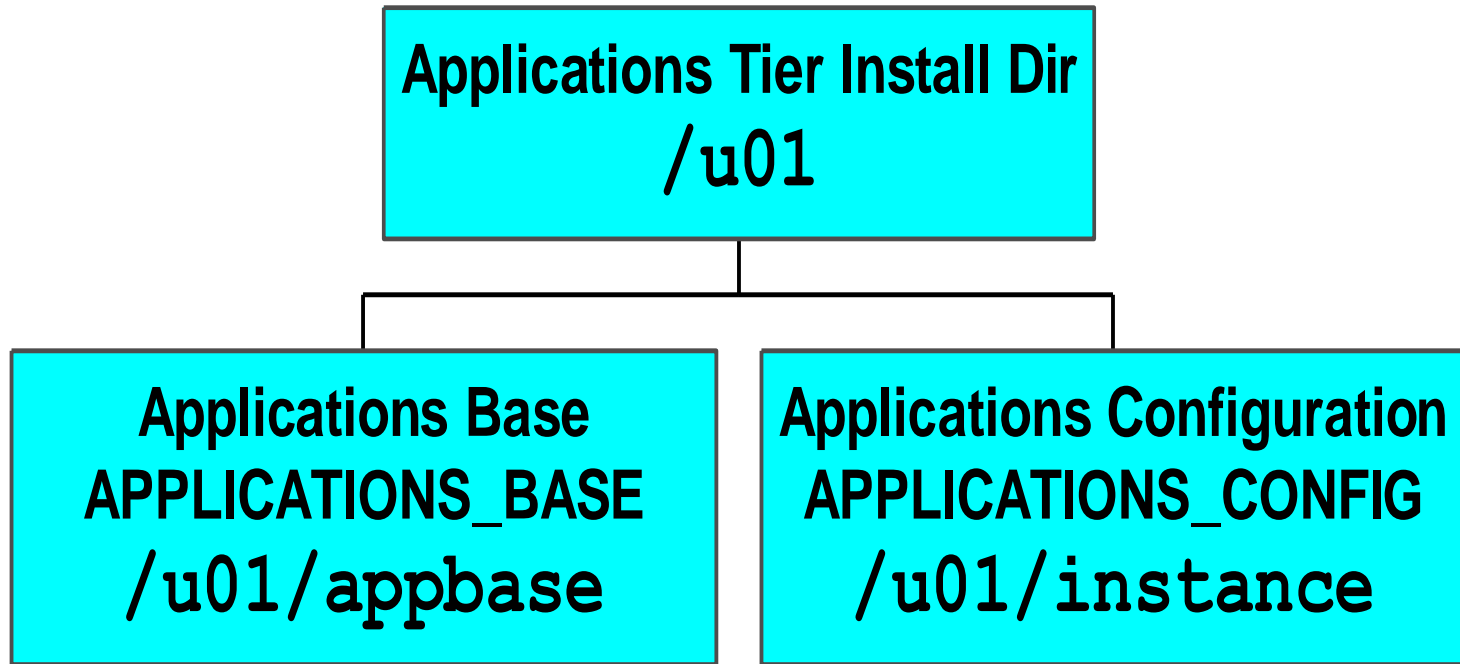 Applications Tier Install Dir
/u01
Applications Base
APPLICATIONS_BASE
/u01/appbase
Applications Configuration
APPLICATIONS_CONFIG
/u01/instance